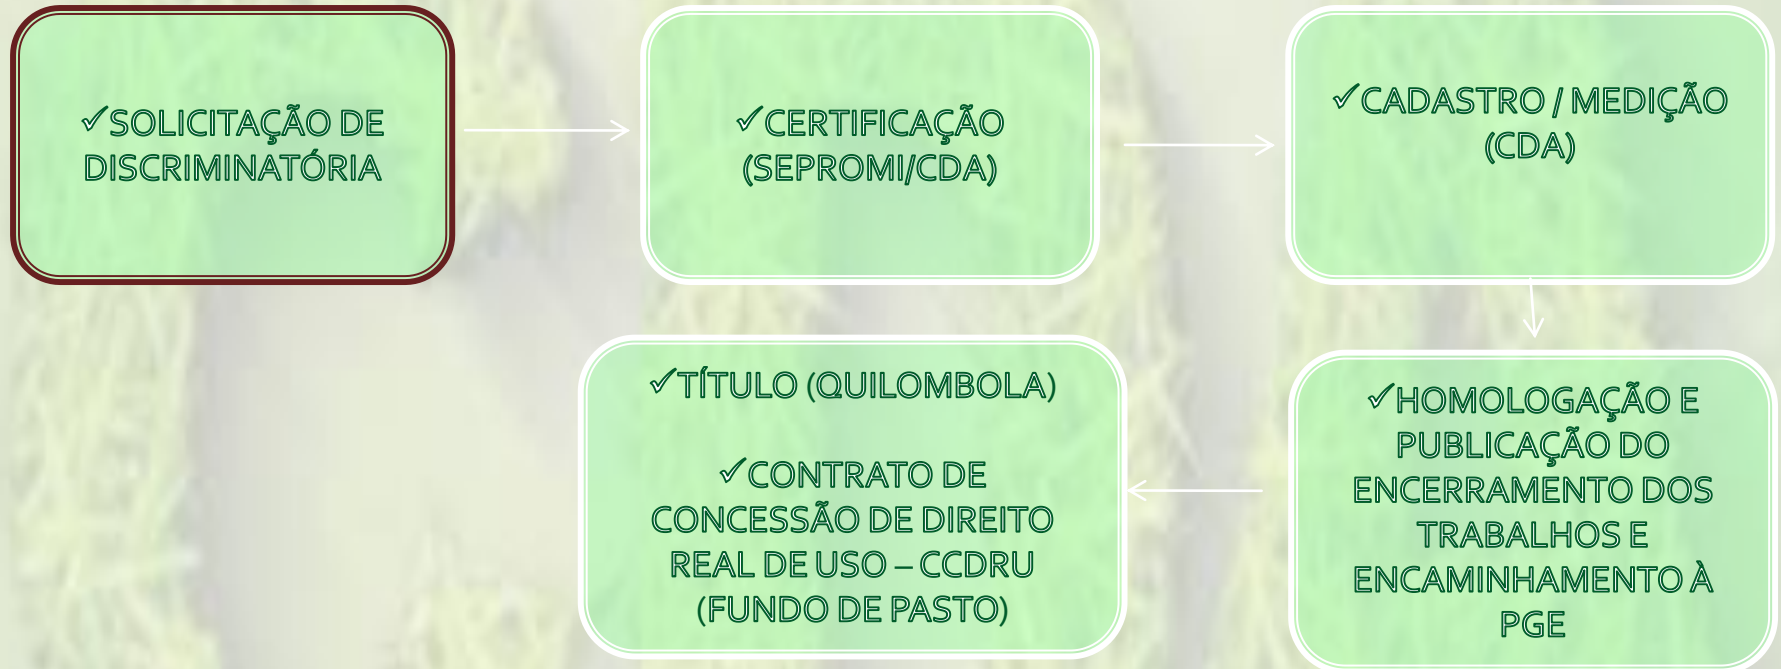 ✓SOLICITAÇÃO DE
DISCRIMINATÓRIA
✓CERTIFICAÇÃO
(SEPROMI/CDA)
✓CADASTRO / MEDIÇÃO
(CDA)
✓HOMOLOGAÇÃO E
PUBLICAÇÃO DO
ENCERRAMENTO DOS
TRABALHOS E
ENCAMINHAMENTO À
PGE
✓TÍTULO (QUILOMBOLA)
✓CONTRATO DE
CONCESSÃO DE DIREITO
REAL DE USO – CCDRU
(FUNDO DE PASTO)